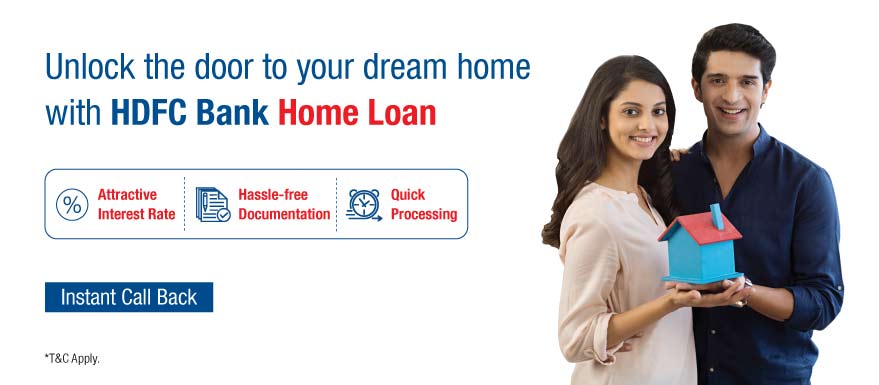 Unlock the door to your dream home
with HDFC Bank Home Loan
%
Attractive
Interest Rate
Hassle-free
Documentation
Quick
Processing
Instant Call Back
*T&C Apply.